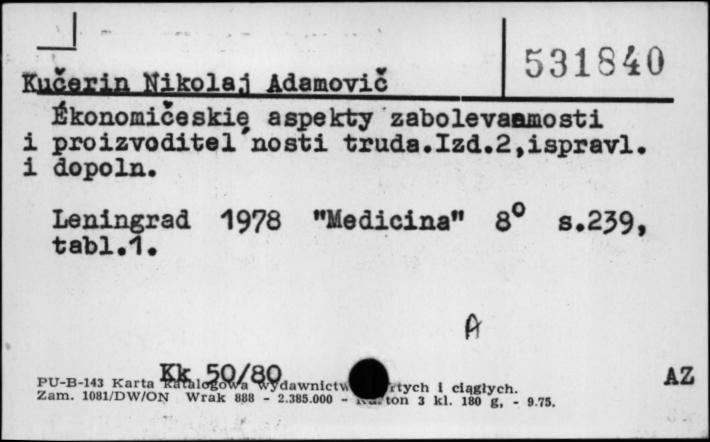 531840
Kučerin Nikolaj Adamovič
Ėkonomičeskie aspekty zabolevaemosti
i proizvoditel'nosti truda.Izd.2,ispravl.
i dopoln.
Leningrad 1978 "Medicina" 8° s.239,
tabl.1.
A
Kk 50/80
AZ
PU-B-143 Karta katalogowa wydawnictw rtych i ciągłych.
Zam. 1081/DW/ON Wrak 888 - 2.385.000 - Karton 3 kl. 180 g, - 9.75.